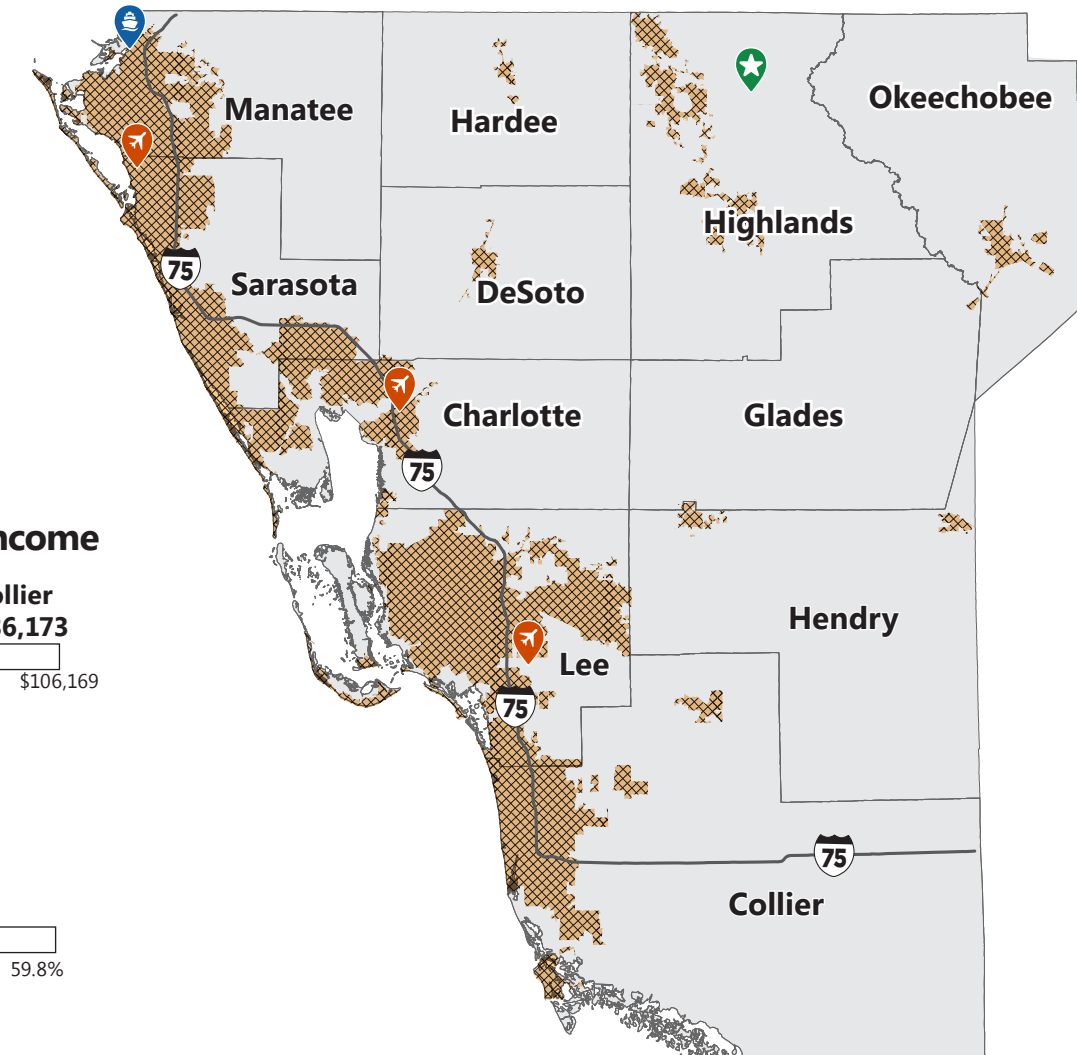 Manatee
Hardee
Okeechobee
Highlands
75
Sarasota
DeSoto
Charlotte
Glades
75
ncome
ollier
6,173
$106,169
Hendry
Lee
75
75
Collier
59.8%